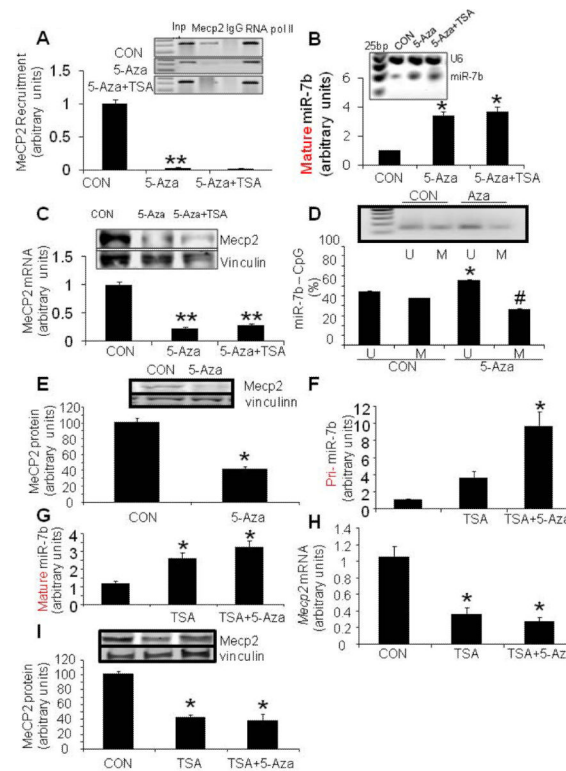 A
Inp Mecp2 IgG RNA pol II
CON
5-Aza
5-Aza+TSA
MeCP2 Recruitment
(arbitrary units)
1
0.5
0
**
CON 5-Aza 5-Aza+TSA
B
25bp CON 5-Aza 5-Aza+TSA
U6
miR-7b
Mature miR-7b
(arbitrary units)
6
4
2
0
* *
CON 5-Aza 5-Aza+TSA
C
CON 5-Aza 5-Aza+TSA
Mecp2
Vinculin
MeCP2 mRNA
(arbitrary units)
1.5
1
0.5
0
** **
CON 5-Aza 5-Aza+TSA
D
CON Aza
U M U M
miR-7b–CpG
(%)
100
80
60
40
20
0
* #
U M U M
CON 5-Aza
E
CON 5-Aza
Mecp2
vinculinn
MeCP2 protein
(arbitrary units)
120
100
80
60
40
20
0
*
CON 5-Aza
F
Pri- miR-7b
(arbitrary units)
12
10
8
6
4
2
0
*
TSA TSA+5-Aza
G
Mature miR-7b
(arbitrary units)
5
4
3
2
1
0
* *
TSA TSA+5-Aza
H
Mecp2 mRNA
(arbitrary units)
1.4
1.2
1
0.8
0.6
0.4
0.2
0
* *
CON TSA TSA+5-Aza
I
Mecp2
vinculin
MeCP2 protein
(arbitrary units)
100
80
60
40
20
0
* *
CON TSA TSA+5-Aza